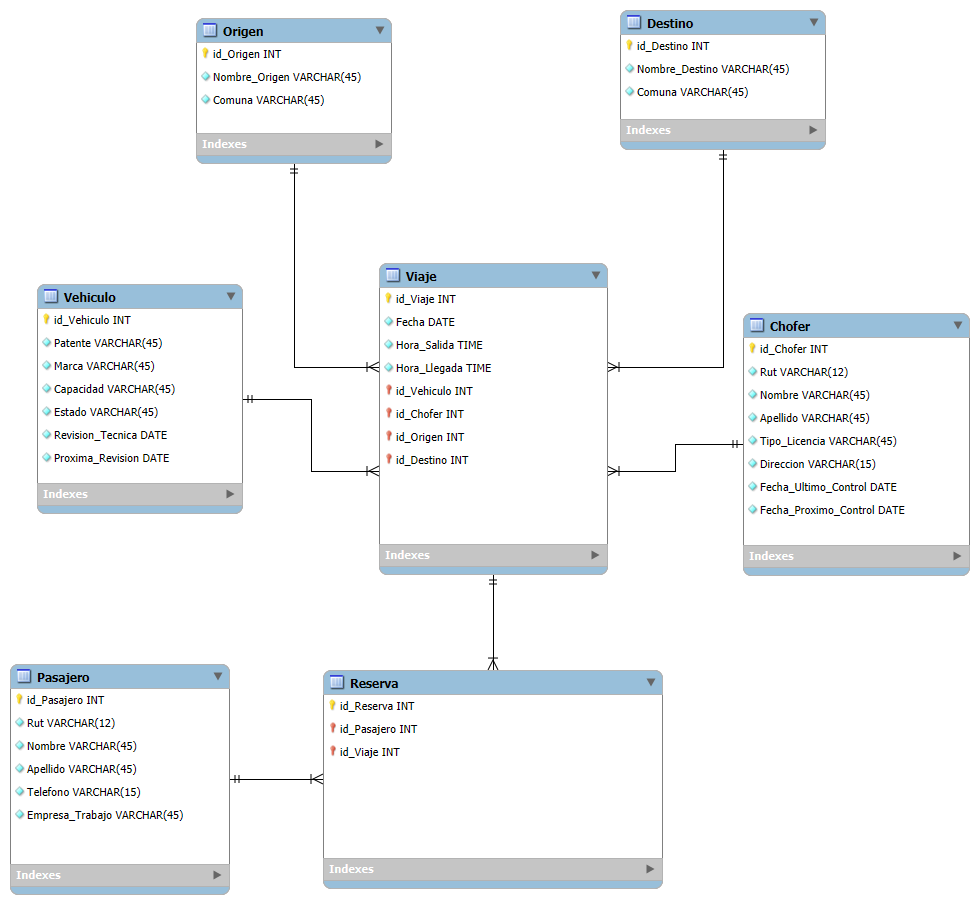 Origen
id_Origen INT
Nombre_Origen VARCHAR(45)
Comuna VARCHAR(45)
Indexes
Destino
id_Destino INT
Nombre_Destino VARCHAR(45)
Comuna VARCHAR(45)
Indexes
Vehiculo
id_Vehiculo INT
Patente VARCHAR(45)
Marca VARCHAR(45)
Capacidad VARCHAR(45)
Estado VARCHAR(45)
Revision_Tecnica DATE
Proxima_Revision DATE
Indexes
Viaje
id_Viaje INT
Fecha DATE
Hora_Salida TIME
Hora_Llegada TIME
id_Vehiculo INT
id_Chofer INT
id_Origen INT
id_Destino INT
Indexes
Chofer
id_Chofer INT
Rut VARCHAR(12)
Nombre VARCHAR(45)
Apellido VARCHAR(45)
Tipo_Licencia VARCHAR(45)
Direccion VARCHAR(15)
Fecha_Ultimo_Control DATE
Fecha_Proximo_Control DATE
Indexes
Pasajero
id_Pasajero INT
Rut VARCHAR(12)
Nombre VARCHAR(45)
Apellido VARCHAR(45)
Telefono VARCHAR(15)
Empresa_Trabajo VARCHAR(45)
Indexes
Reserva
id_Reserva INT
id_Pasajero INT
id_Viaje INT
Indexes